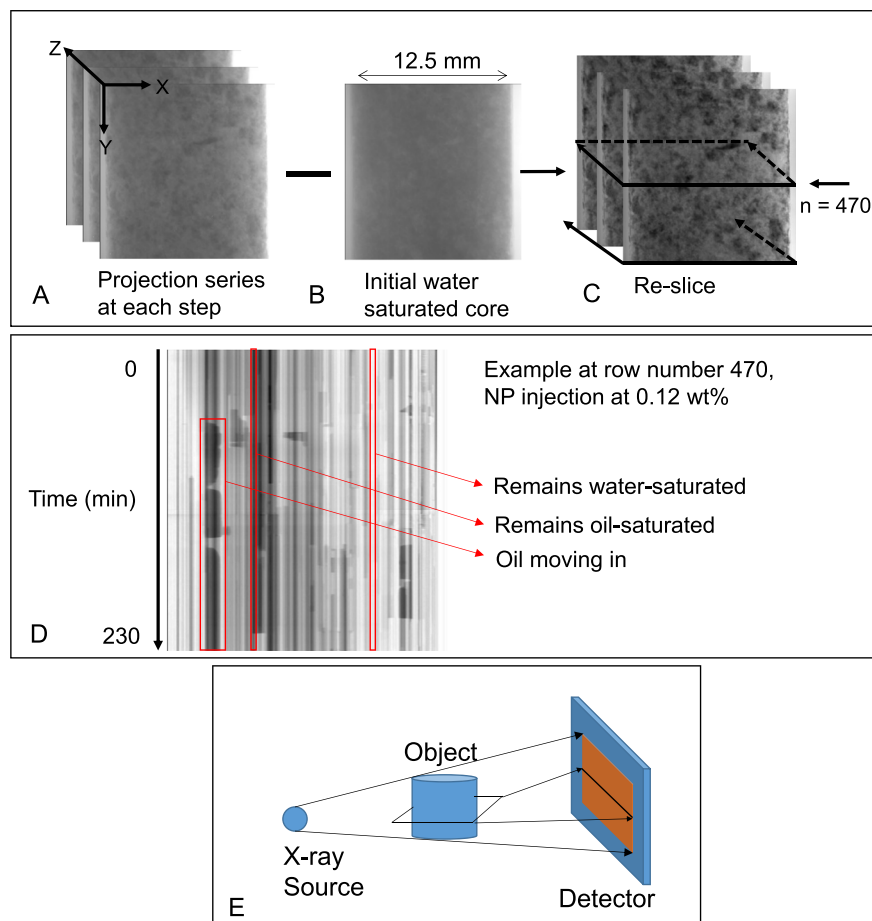 Z
X
Y
12.5 mm
n = 470
A
Projection series
at each step
B
Initial water
saturated core
C
Re-slice
0
Example at row number 470,
NP injection at 0.12 wt%
Time (min)
Remains water-saturated
Remains oil-saturated
Oil moving in
D
230
Object
X-ray
Source
Detector
E